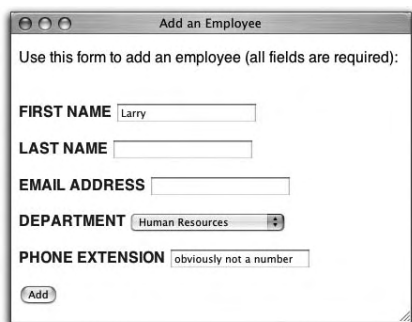 Add an Employee
Use this form to add an employee (all fields are required):
FIRST NAME Larry
LAST NAME
EMAIL ADDRESS
DEPARTMENT Human Resources
PHONE EXTENSION obviously not a number
Add